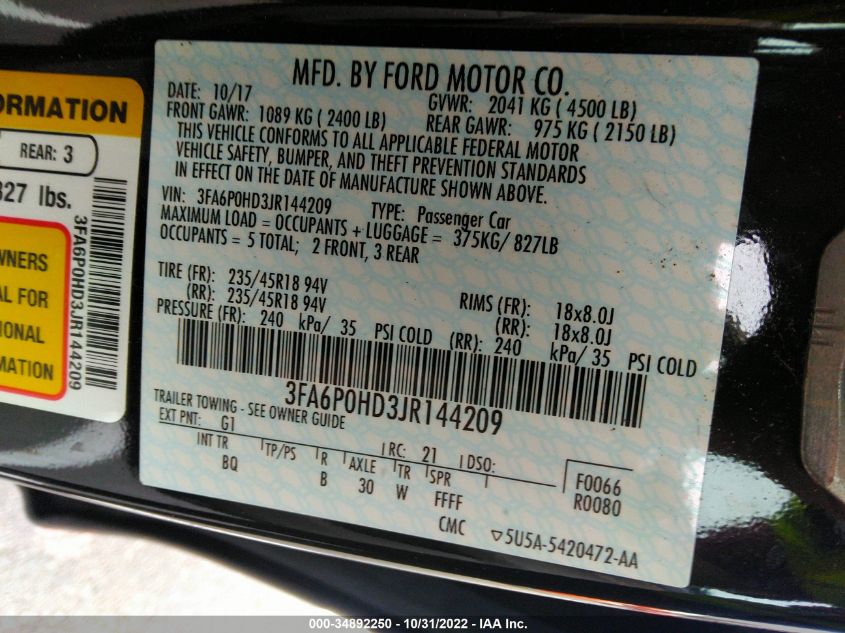 ORMATION
REAR: 3
827 lbs.
3FA6P0HD3JR144209
WNERS
AL FOR
IONAL
MFD. BY FORD MOTOR CO.
DATE: 10/17 GVWR: 2041 KG ( 4500 LB)
FRONT GAWR: 1089 KG ( 2400 LB) REAR GAWR: 975 KG ( 2150 LB)
THIS VEHICLE CONFORMS TO ALL APPLICABLE FEDERAL MOTOR
VEHICLE SAFETY, BUMPER, AND THEFT PREVENTION STANDARDS
IN EFFECT ON THE DATE OF MANUFACTURE SHOWN ABOVE.
VIN: 3FA6P0HD3JR144209 TYPE: Passenger Car
MAXIMUM LOAD = OCCUPANTS + LUGGAGE = 375KG/ 827LB
OCCUPANTS = 5 TOTAL; 2 FRONT, 3 REAR
TIRE (FR): 235/45R18 94V RIMS (FR): 18x8.0J
(RR): 235/45R18 94V (RR): 18x8.0J
PRESSURE (FR): 240 kPa/ 35 PSI COLD (RR): 240 kPa/ 35 PSI COLD
3FA6P0HD3JR144209
TRAILER TOWING - SEE OWNER GUIDE
EXT PNT: G1 RC: 21 DSO: F0066
INT TR TP/PS R AXLE TR SPR R0080
BQ B 30 W FFFF
CMC ▽5U5A-5420472-AA
000-34892250 - 10/31/2022 - IAA Inc.